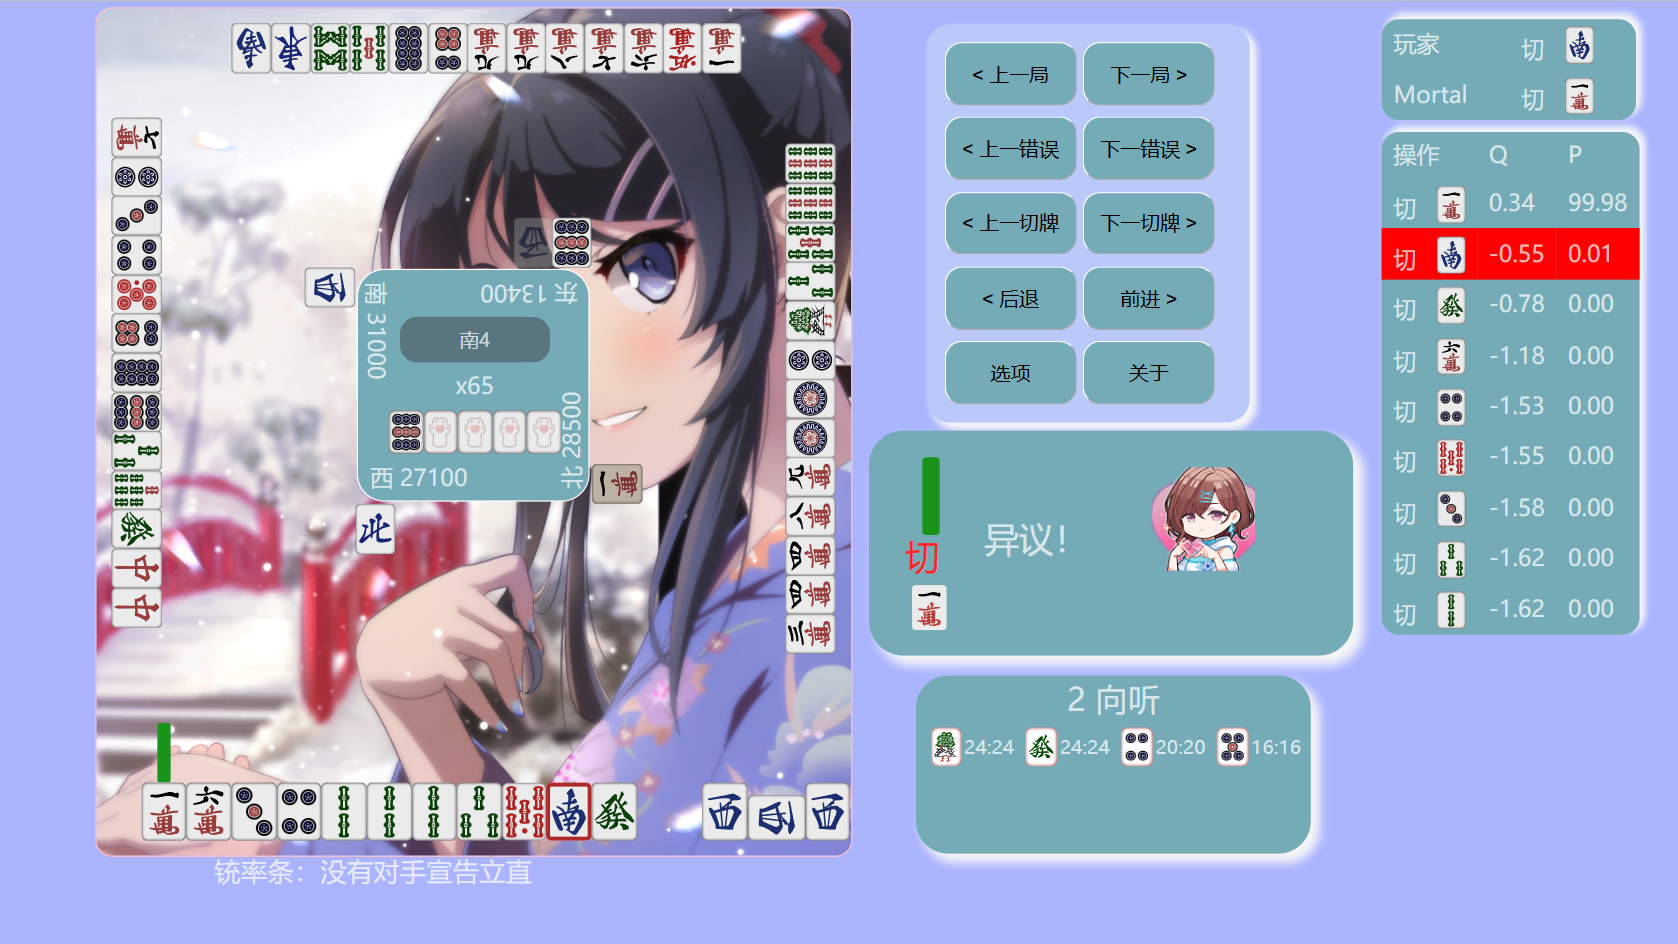 < 上一局
下一局 >
< 上一错误
下一错误 >
< 上一切牌
下一切牌 >
< 后退
前进 >
选项
关于
玩家 切
Mortal 切
操作 Q P
切 0.34 99.98
切 -0.55 0.01
切 -0.78 0.00
切 -1.18 0.00
切 -1.53 0.00
切 -1.55 0.00
切 -1.58 0.00
切 -1.62 0.00
切 -1.62 0.00
东 13400
南 31000
南4
x65
北 28500
西 27100
切
异议!
2 向听
24:24 24:24 20:20 16:16
铳率条：没有对手宣告立直